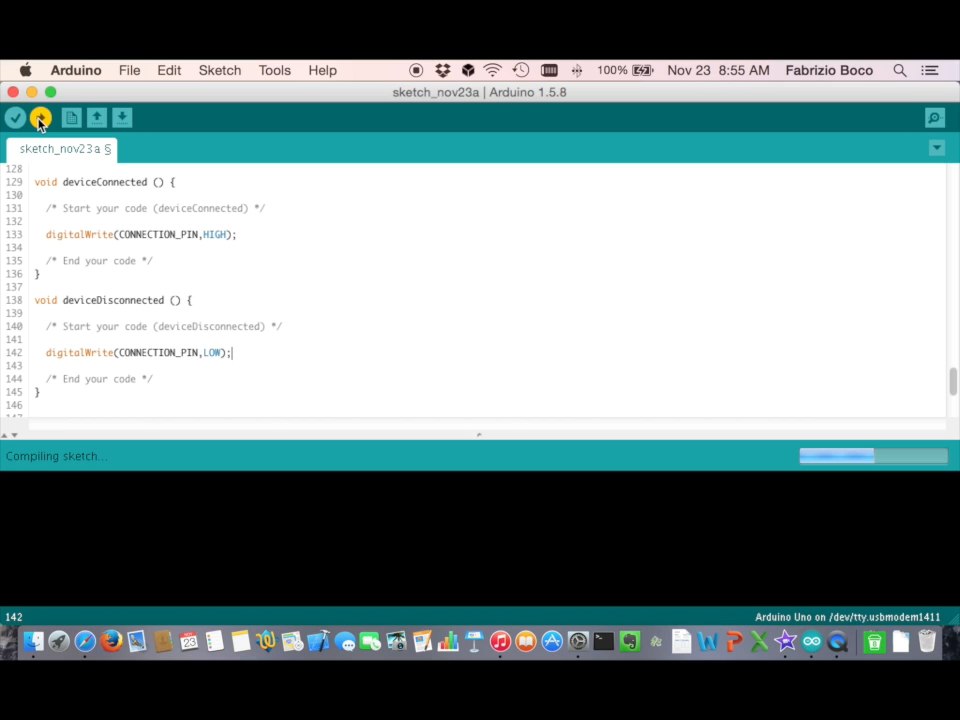 Arduino File Edit Sketch Tools Help 100% Nov 23 8:55 AM Fabrizio Boco
sketch_nov23a | Arduino 1.5.8
sketch_nov23a §
128
129 void deviceConnected () {
130
131 /* Start your code (deviceConnected) */
132
133 digitalWrite(CONNECTION_PIN,HIGH);
134
135 /* End your code */
136 }
137
138 void deviceDisconnected () {
139
140 /* Start your code (deviceDisconnected) */
141
142 digitalWrite(CONNECTION_PIN,LOW);
143
144 /* End your code */
145 }
146
Compiling sketch...
142 Arduino Uno on /dev/tty.usbmodem1411
23